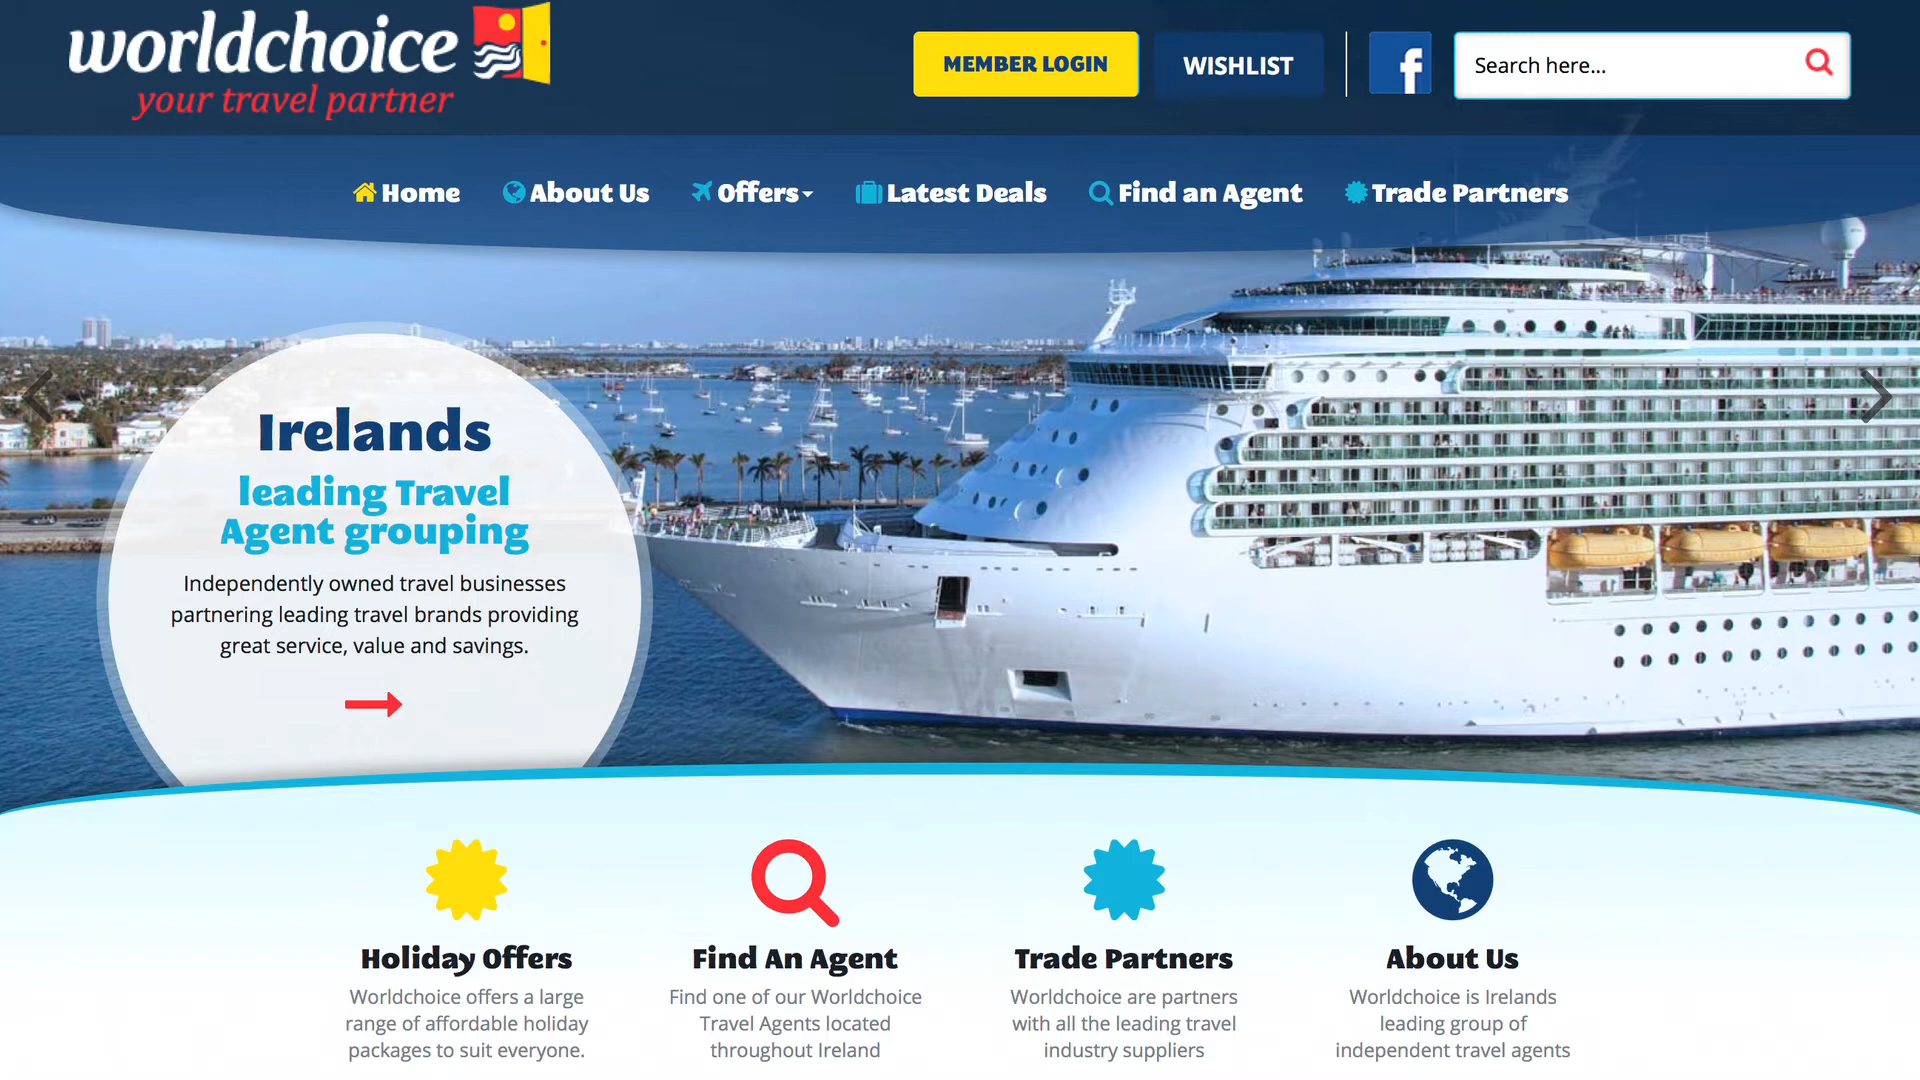 worldchoice
your travel partner
MEMBER LOGIN
WISHLIST
Search here...
Home
About Us
Offers
Latest Deals
Find an Agent
Trade Partners
Irelands
leading Travel
Agent grouping
Independently owned travel businesses
partnering leading travel brands providing
great service, value and savings.
Holiday Offers
Worldchoice offers a large
range of affordable holiday
packages to suit everyone.
Find An Agent
Find one of our Worldchoice
Travel Agents located
throughout Ireland
Trade Partners
Worldchoice are partners
with all the leading travel
industry suppliers
About Us
Worldchoice is Irelands
leading group of
independent travel agents